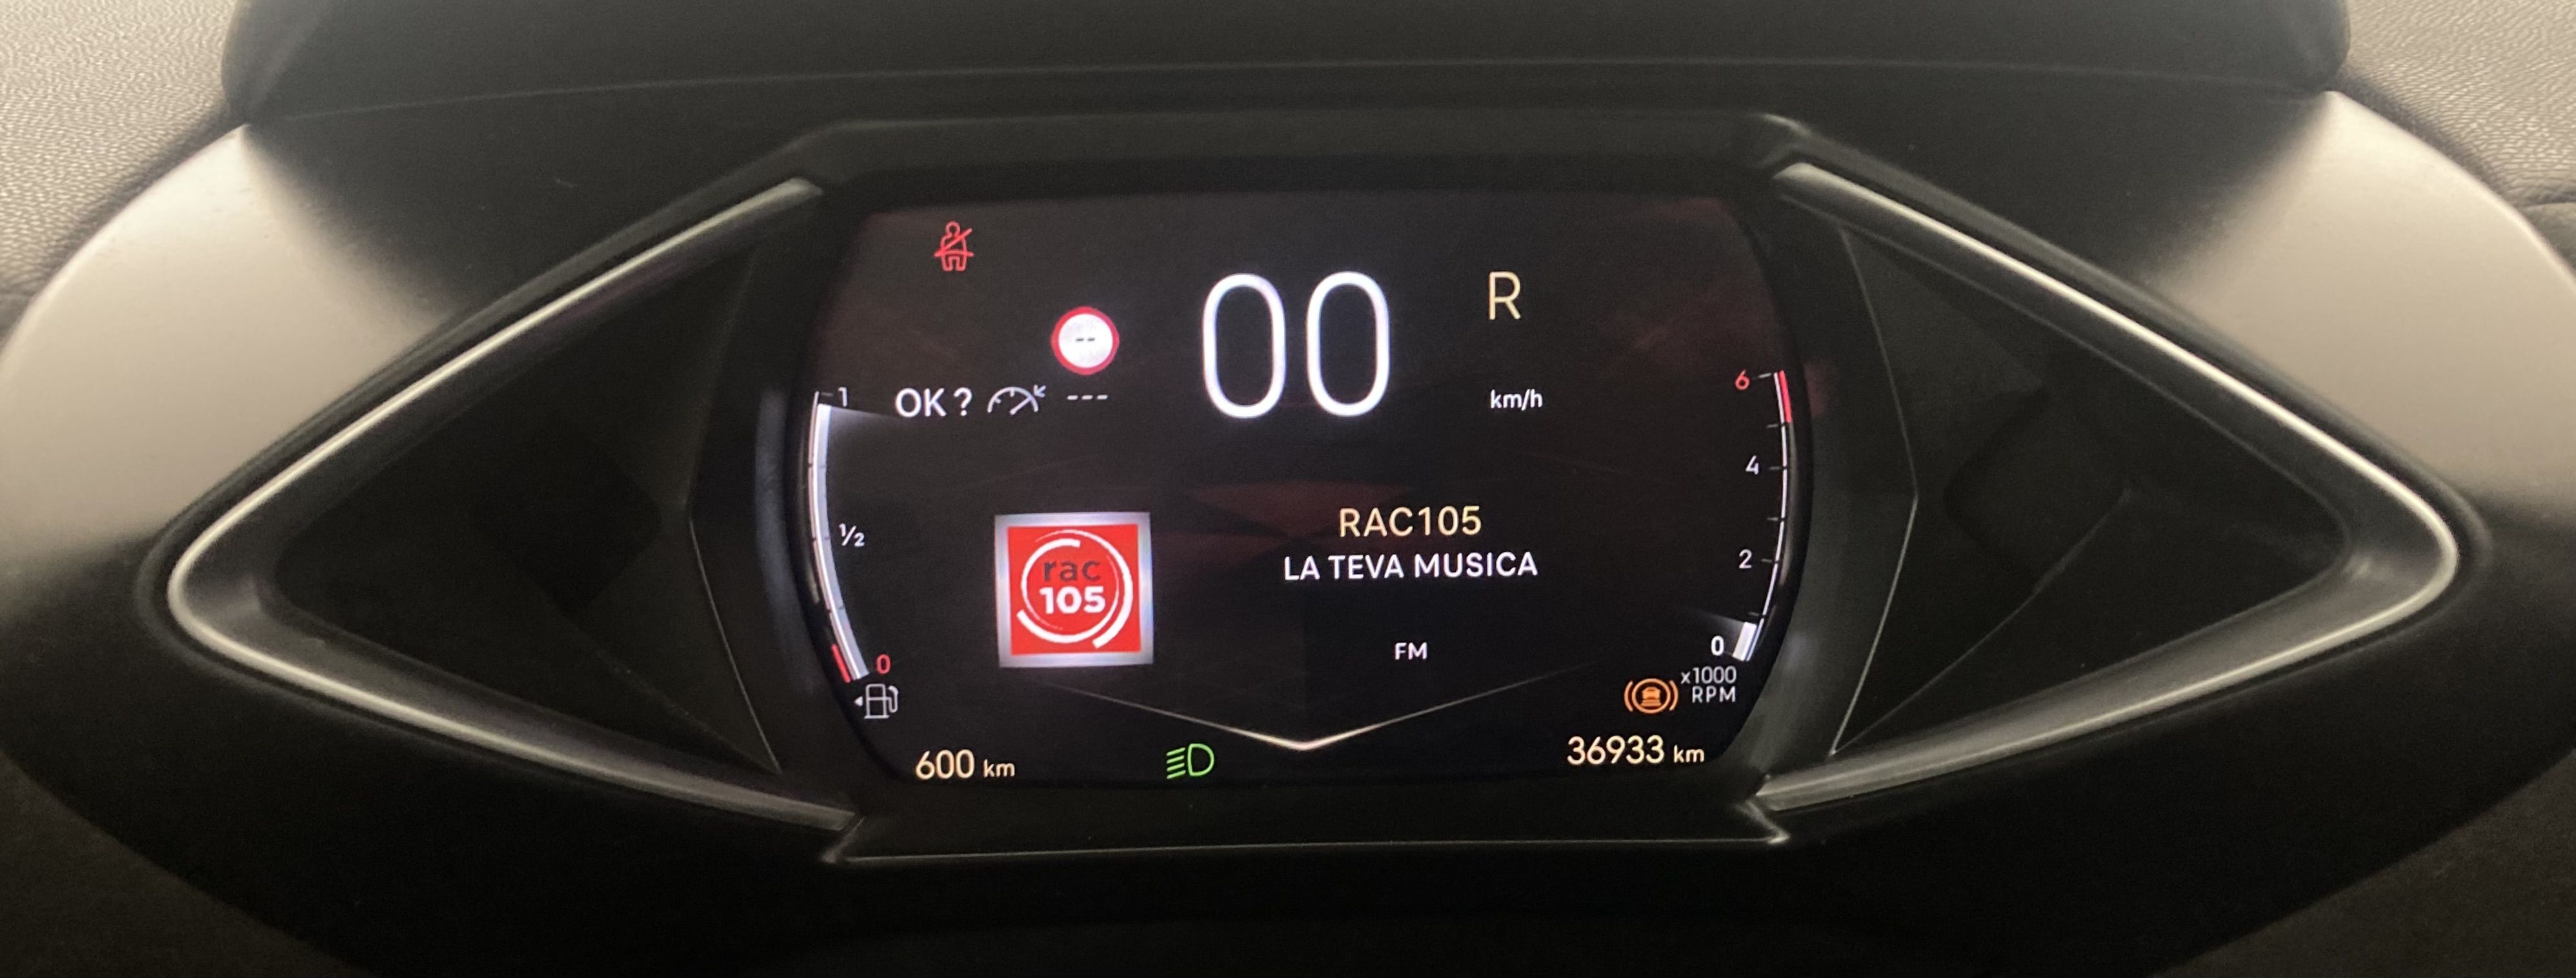 00
R
--
OK ?
---
km/h
1
1/2
0
6
4
2
0
x1000
RPM
rac
105
RAC105
LA TEVA MUSICA
FM
600 km
36933 km